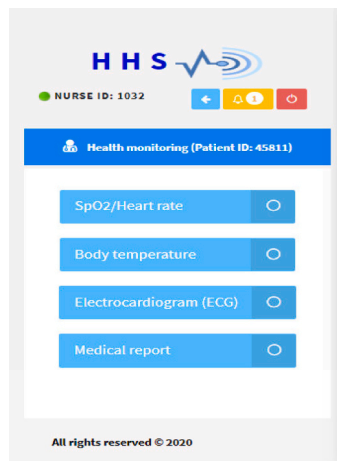 H H S
NURSE ID: 1032
1
Health monitoring (Patient ID: 45811)
SpO2/Heart rate
Body temperature
Electrocardiogram (ECG)
Medical report
All rights reserved © 2020